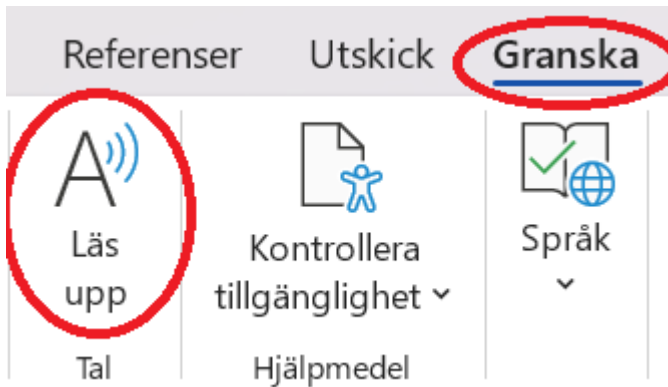 Referenser Utskick Granska
Läs
upp
Kontrollera
tillgänglighet
Språk
Tal
Hjälpmedel